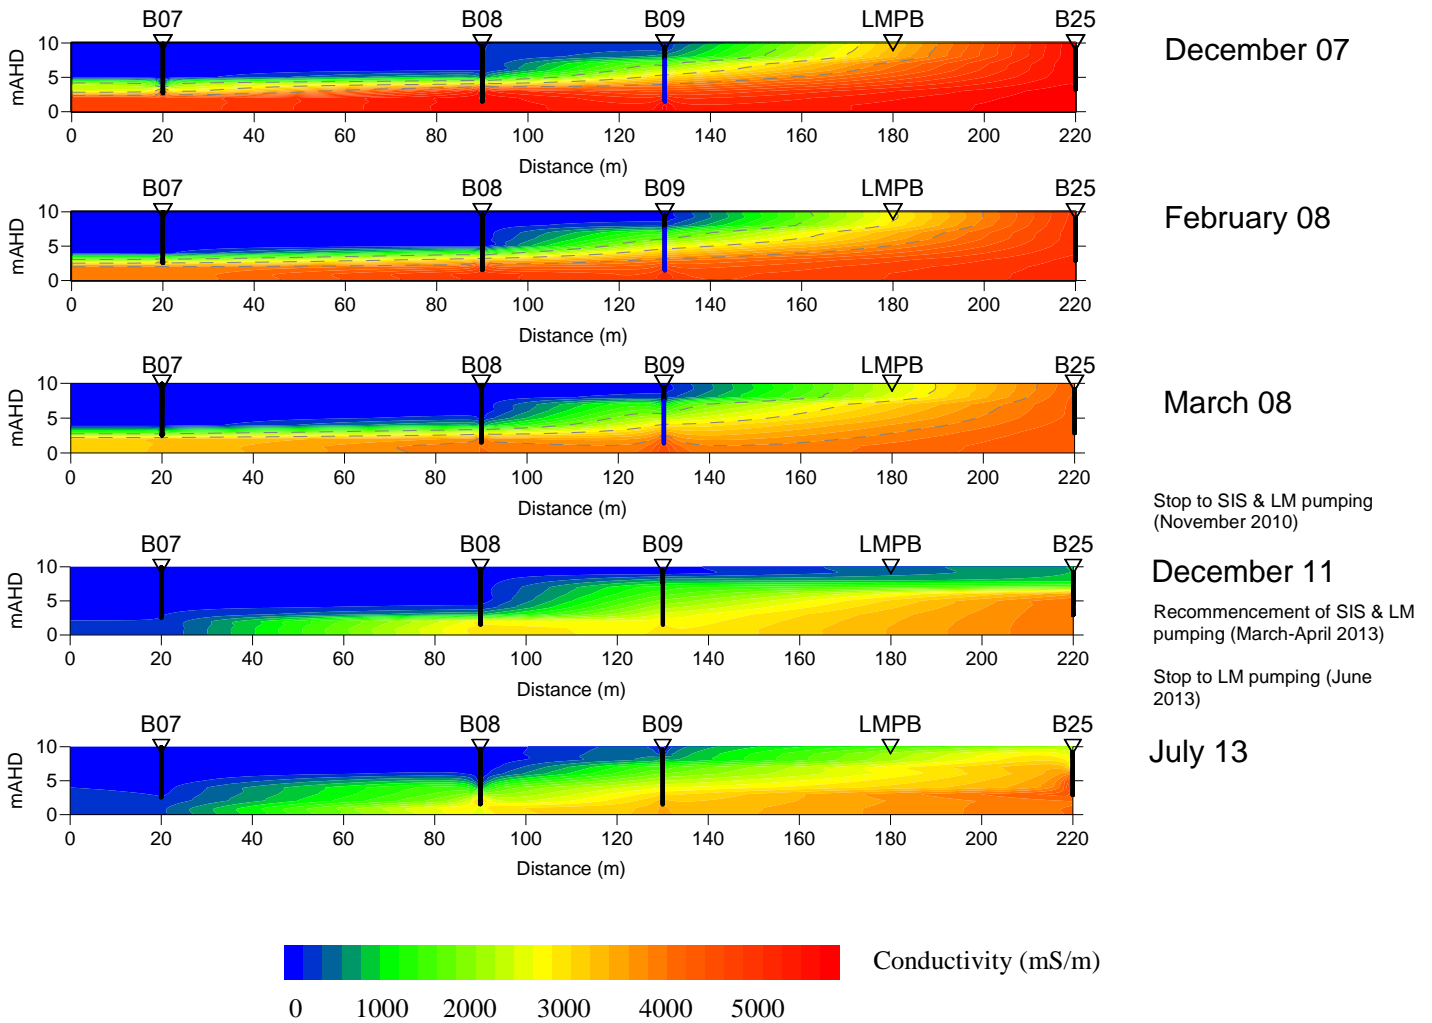 B07 B08 B09 LMPB B25
December 07
10
5
0
mAHD
0 20 40 60 80 100 120 140 160 180 200 220
Distance (m)
B07 B08 B09 LMPB B25
February 08
10
5
0
mAHD
0 20 40 60 80 100 120 140 160 180 200 220
Distance (m)
B07 B08 B09 LMPB B25
March 08
10
5
0
mAHD
0 20 40 60 80 100 120 140 160 180 200 220
Distance (m)
Stop to SIS & LM pumping
(November 2010)
B07 B08 B09 LMPB B25
December 11
10
5
0
mAHD
0 20 40 60 80 100 120 140 160 180 200 220
Distance (m)
Recommencement of SIS & LM
pumping (March-April 2013)
Stop to LM pumping (June
2013)
B07 B08 B09 LMPB B25
July 13
10
5
0
mAHD
0 20 40 60 80 100 120 140 160 180 200 220
Distance (m)
Conductivity (mS/m)
0 1000 2000 3000 4000 5000